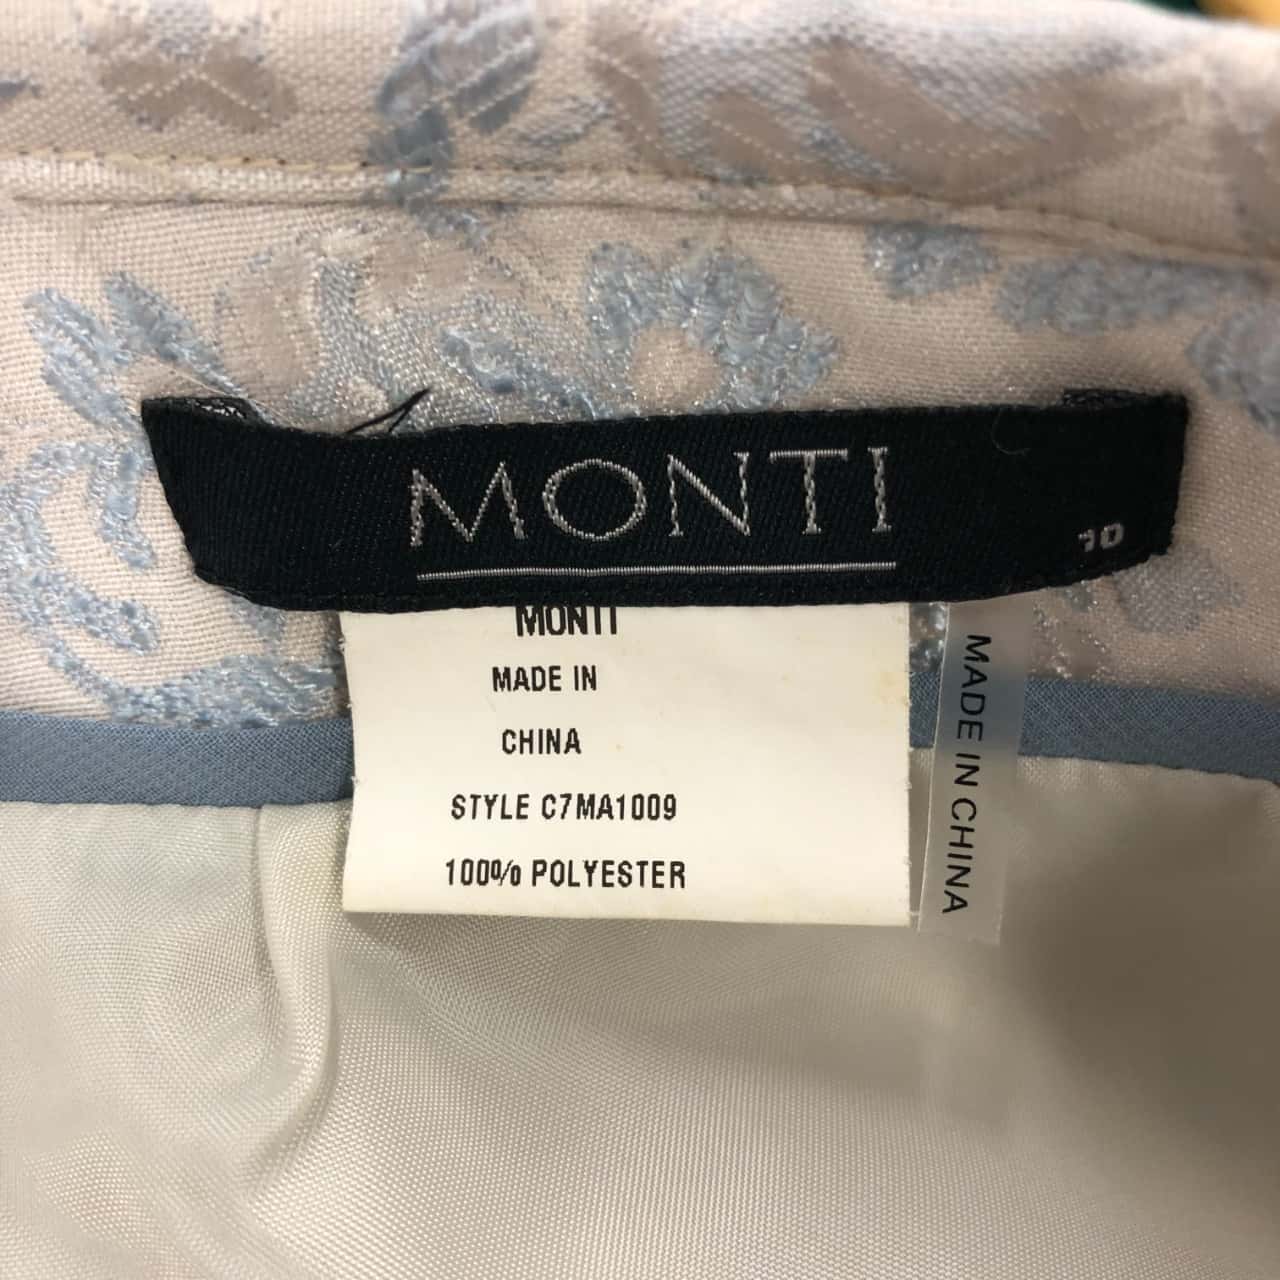 MONTI
10
MONTI
MADE IN
CHINA
STYLE C7MA1009
100% POLYESTER
MADE IN CHINA